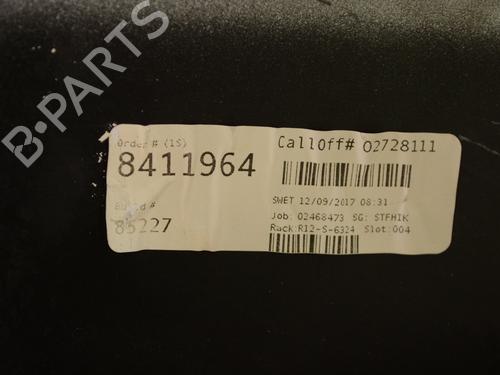 B-PARTS
Order # (1S)
8411964
CallOff# 02728111
SWET 12/09/2017 08:31
Job: 02468473 SG: STFHIK
Rack:R12-S-6324 Slot:004
#
85227